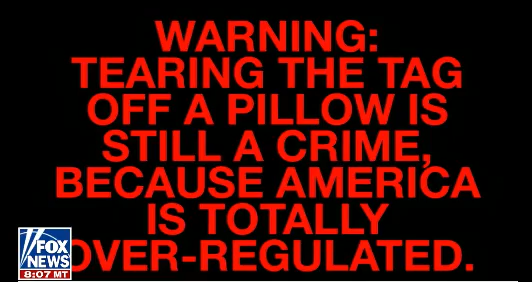 WARNING:
TEARING THE TAG
OFF A PILLOW IS
STILL A CRIME,
BECAUSE AMERICA
IS TOTALLY
OVER-REGULATED.
FOX
NEWS
8:07 MT